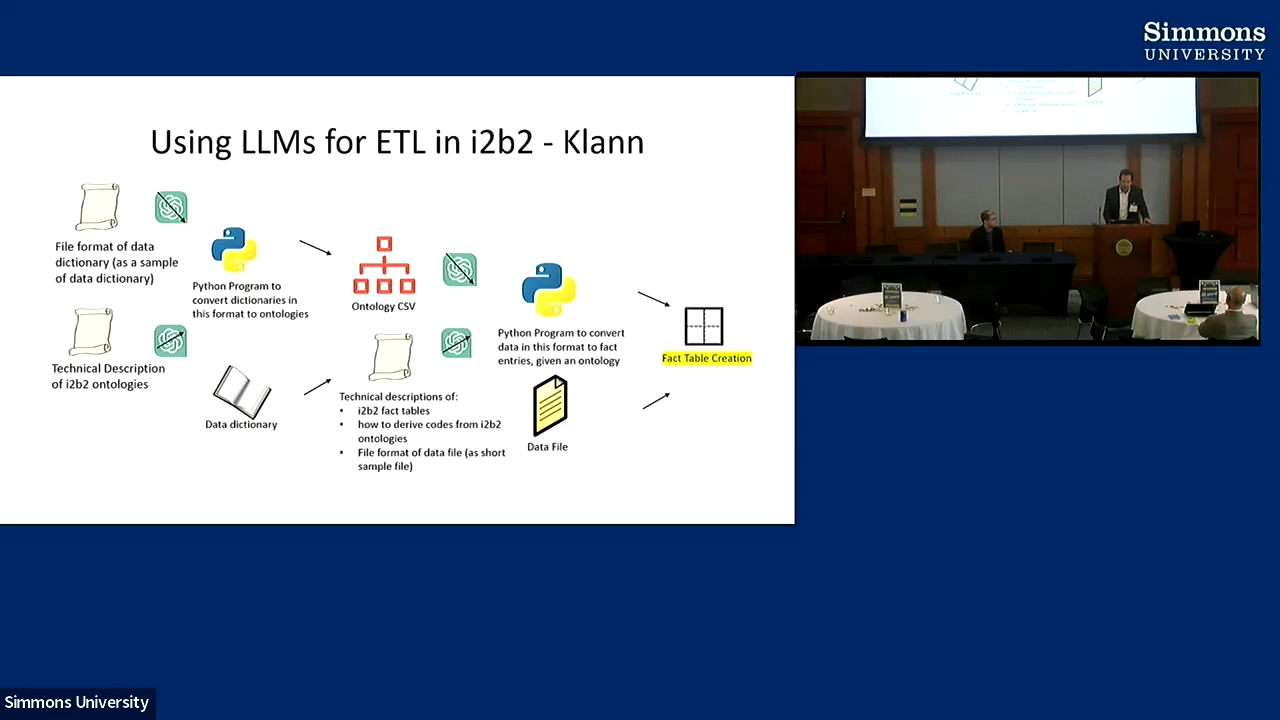 Simmons
UNIVERSITY
Using LLMs for ETL in i2b2 - Klann
File format of data
dictionary (as a sample
of data dictionary)
Python Program to
convert dictionaries in
this format to ontologies
Ontology CSV
Python Program to convert
data in this format to fact
entries, given an ontology
Fact Table Creation
Technical Description
of i2b2 ontologies
Data dictionary
Technical descriptions of:
• i2b2 fact tables
• how to derive codes from i2b2
ontologies
• File format of data file (as short
sample file)
Data File
Simmons University